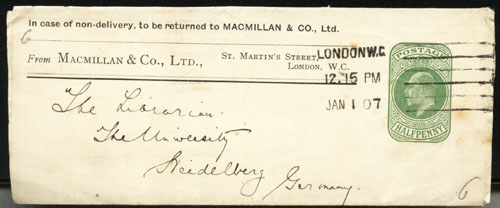 In case of non-delivery, to be returned to MACMILLAN & CO., Ltd.
6
From MACMILLAN & CO., LTD., ST. MARTIN'S STREET,
LONDON, W.C.
LONDON.W.C
12.15 PM
JAN 1 07
POSTAGE
HALFPENNY
The Librarian
The University
Heidelberg
Germany.
6